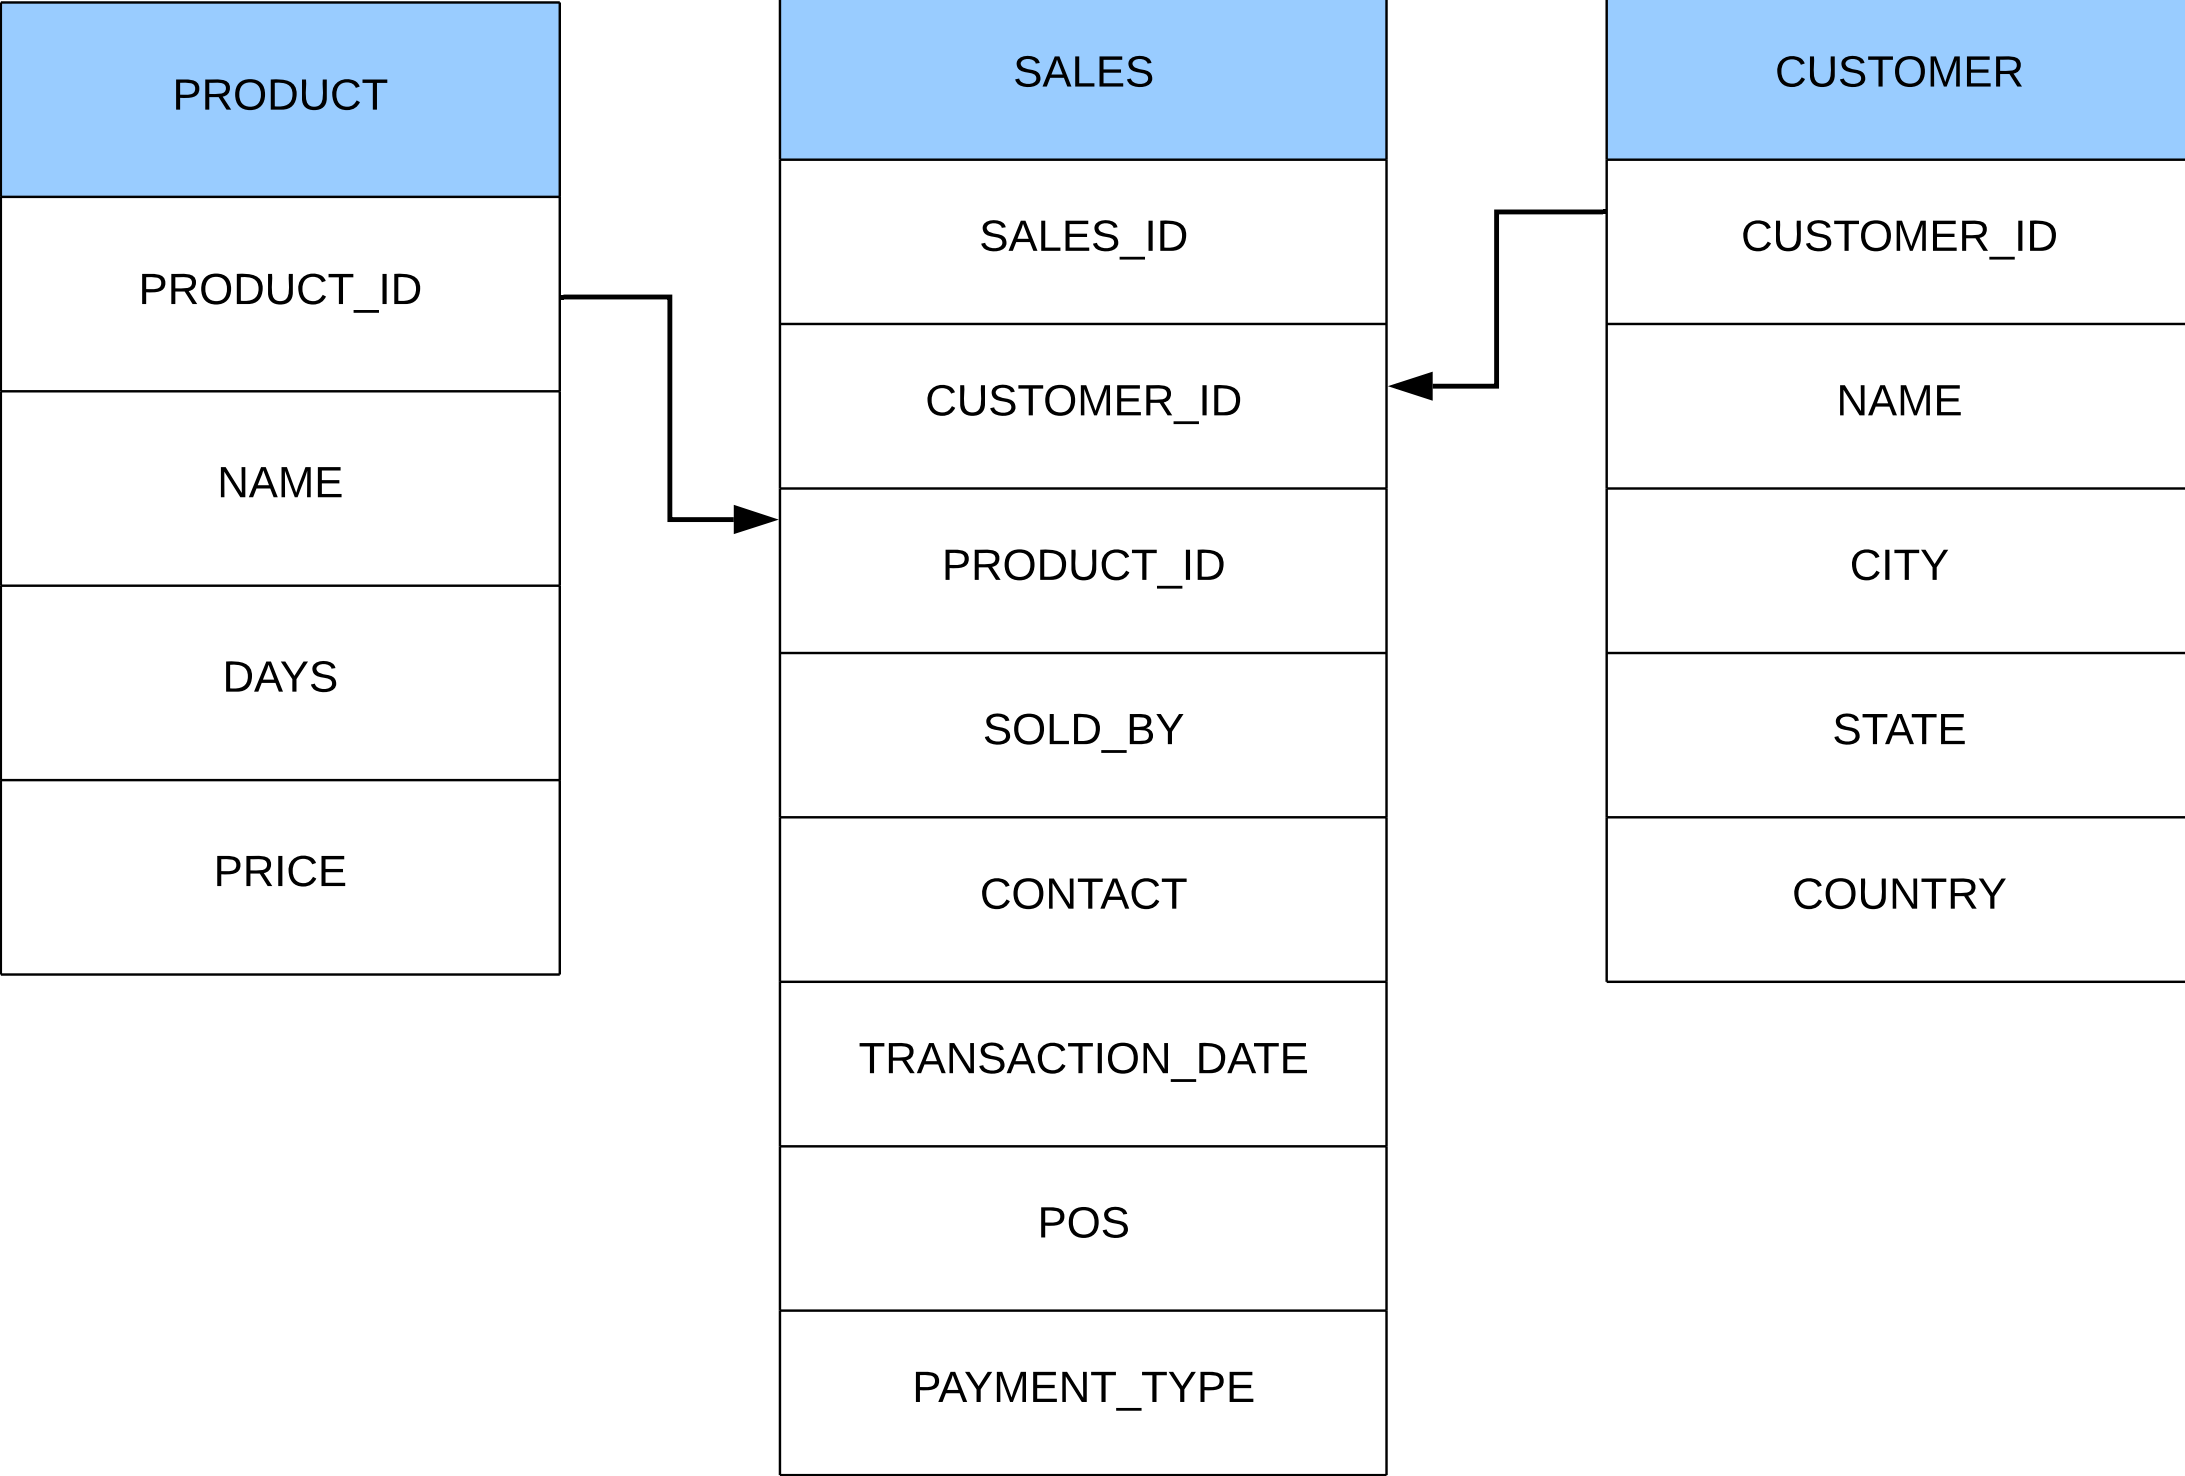 PRODUCT
PRODUCT_ID
NAME
DAYS
PRICE
SALES
SALES_ID
CUSTOMER_ID
PRODUCT_ID
SOLD_BY
CONTACT
TRANSACTION_DATE
POS
PAYMENT_TYPE
CUSTOMER
CUSTOMER_ID
NAME
CITY
STATE
COUNTRY